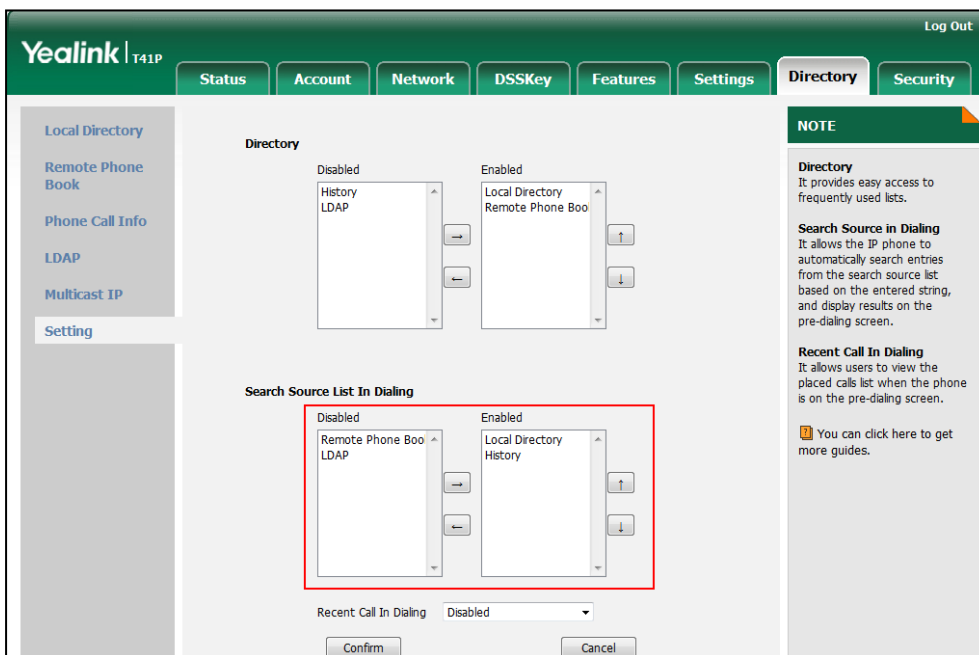 Log Out
Yealink T41P
Status
Account
Network
DSSKey
Features
Settings
Directory
Security
Local Directory
Remote Phone
Book
Phone Call Info
LDAP
Multicast IP
Setting
Directory
Disabled
Enabled
History
LDAP
→
←
Local Directory
Remote Phone Boo
↑
↓
Search Source List In Dialing
Disabled
Enabled
Remote Phone Boo
LDAP
→
←
Local Directory
History
↑
↓
Recent Call In Dialing
Disabled
Confirm
Cancel
NOTE
Directory
It provides easy access to
frequently used lists.
Search Source in Dialing
It allows the IP phone to
automatically search entries
from the search source list
based on the entered string,
and display results on the
pre-dialing screen.
Recent Call In Dialing
It allows users to view the
placed calls list when the phone
is on the pre-dialing screen.
? You can click here to get
more guides.